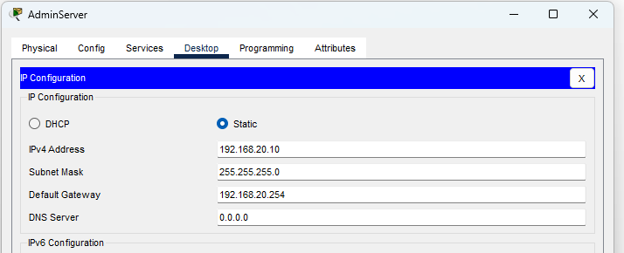 AdminServer
Physical Config Services Desktop Programming Attributes
IP Configuration X
IP Configuration
DHCP Static
IPv4 Address 192.168.20.10
Subnet Mask 255.255.255.0
Default Gateway 192.168.20.254
DNS Server 0.0.0.0
IPv6 Configuration